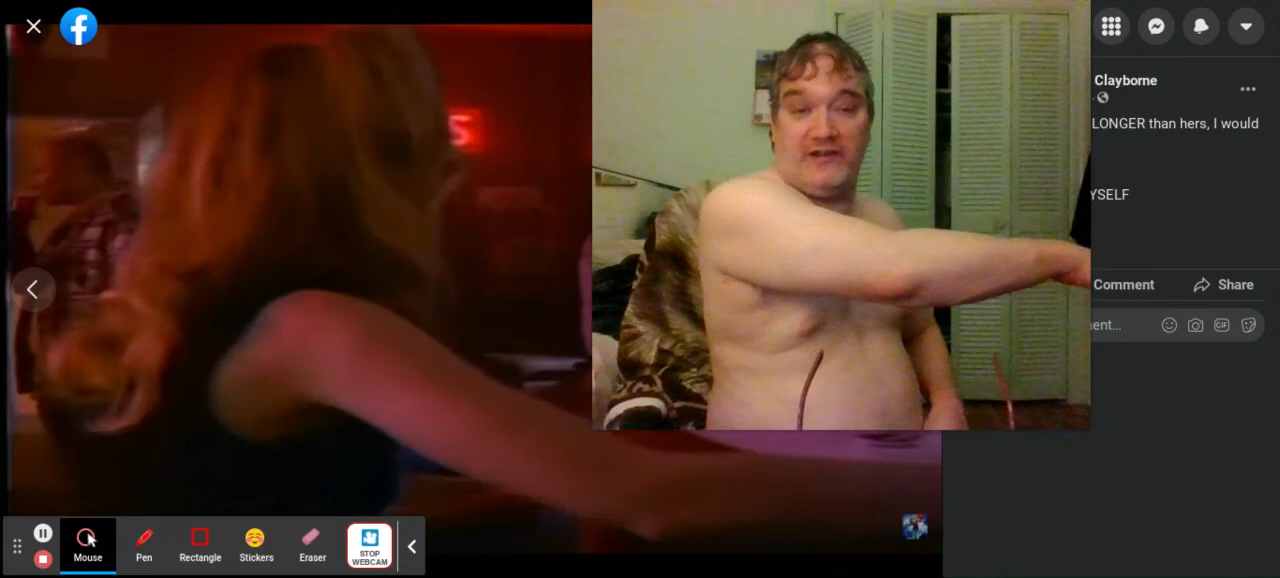 Clayborne
LONGER than hers, I would
YSELF
Comment
Share
ent...
GIF
S
Mouse
Pen
Rectangle
Stickers
Eraser
STOP
WEBCAM